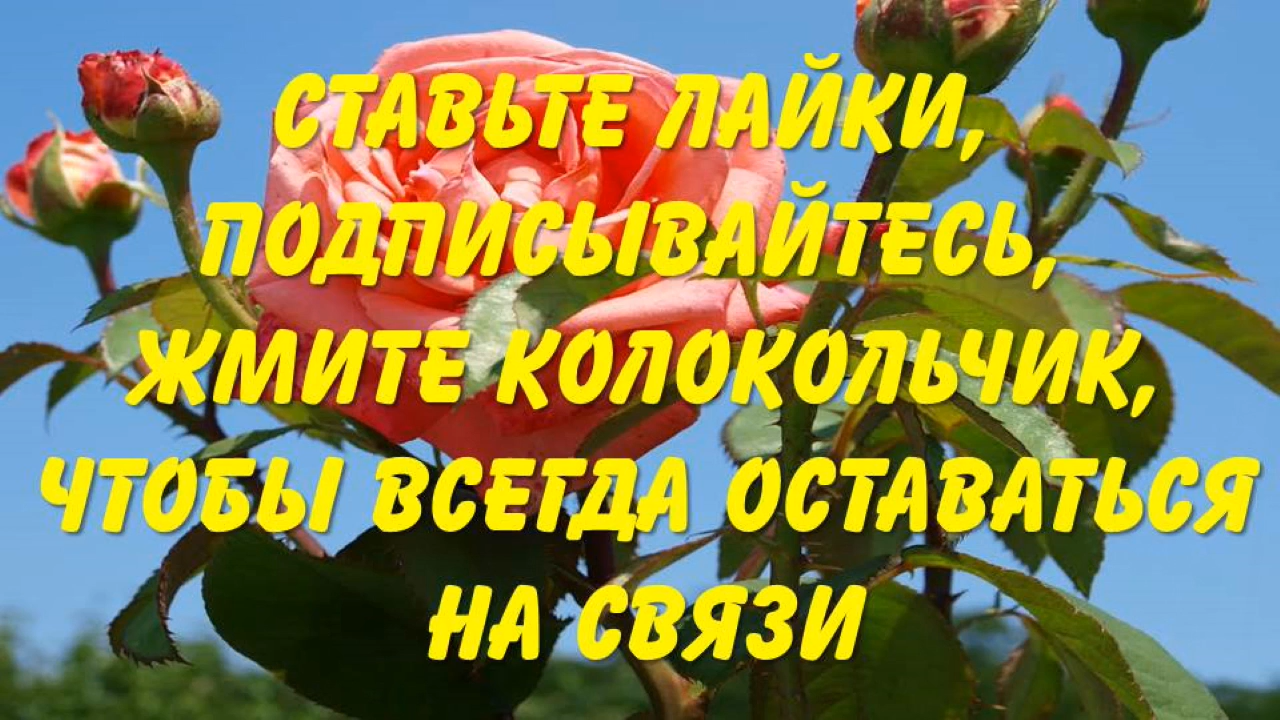 СТАВЬТЕ ЛАЙКИ,
ПОДПИСЫВАЙТЕСЬ,
ЖМИТЕ КОЛОКОЛЬЧИК,
ЧТОБЫ ВСЕГДА ОСТАВАТЬСЯ
НА СВЯЗИ